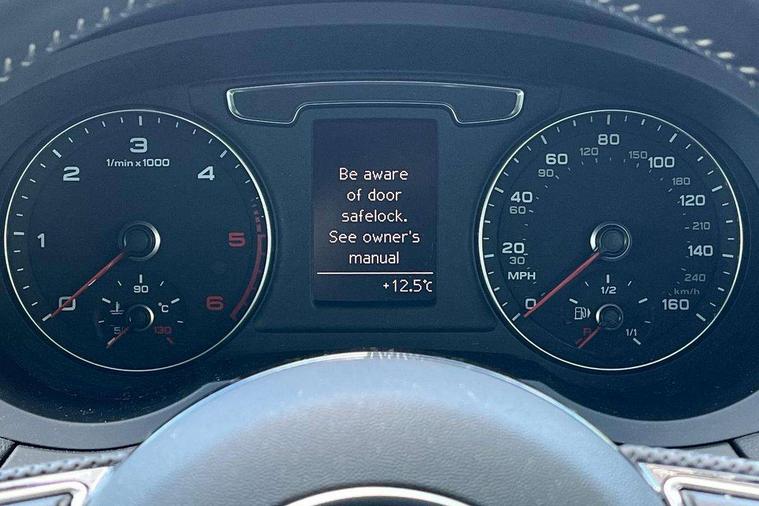 3
1/min x 1000
2
4
1
5
0
6
90
°C
50
130
Be aware
of door
safelock.
See owner's
manual
+12.5°C
80
60
120
150
100
90
180
40
120
60
210
20
140
30
MPH
240
km/h
0
1/2
160
R
1/1